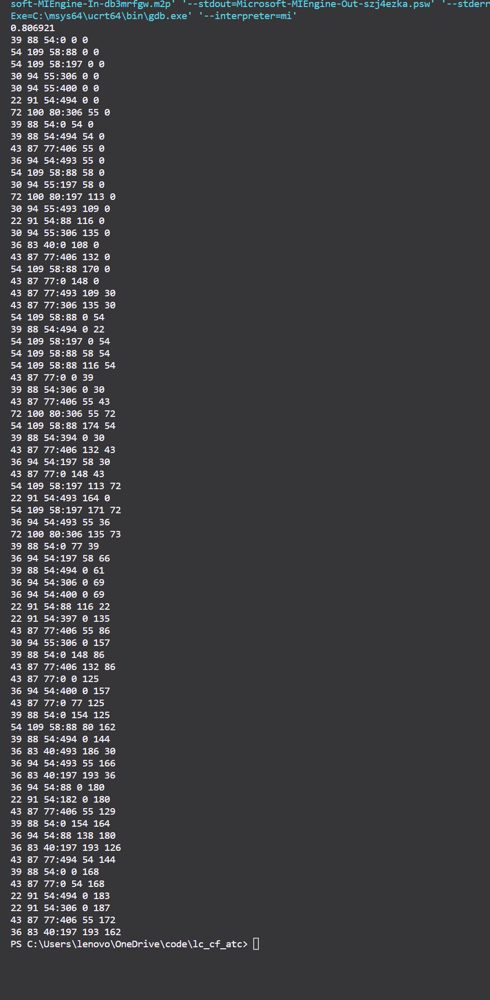 soft-MIEngine-In-db3mrfgw.m2p' '--stdout=Microsoft-MIEngine-Out-szj4ezka.psw' '--stderr
Exe=C:\msys64\ucrt64\bin\gdb.exe' '--interpreter=mi'
0.806921
39 88 54:0 0 0
54 109 58:88 0 0
54 109 58:197 0 0
30 94 55:306 0 0
30 94 55:400 0 0
22 91 54:494 0 0
72 100 80:306 55 0
39 88 54:0 54 0
39 88 54:494 54 0
43 87 77:406 55 0
36 94 54:493 55 0
54 109 58:88 58 0
30 94 55:197 58 0
72 100 80:197 113 0
30 94 55:493 109 0
22 91 54:88 116 0
30 94 55:306 135 0
36 83 40:0 108 0
43 87 77:406 132 0
54 109 58:88 170 0
43 87 77:0 148 0
43 87 77:493 109 30
43 87 77:306 135 30
54 109 58:88 0 54
39 88 54:494 0 22
54 109 58:197 0 54
54 109 58:88 58 54
54 109 58:88 116 54
43 87 77:0 0 39
39 88 54:306 0 30
43 87 77:406 55 43
72 100 80:306 55 72
54 109 58:88 174 54
39 88 54:394 0 30
43 87 77:406 132 43
36 94 54:197 58 30
43 87 77:0 148 43
54 109 58:197 113 72
22 91 54:493 164 0
54 109 58:197 171 72
36 94 54:493 55 36
72 100 80:306 135 73
39 88 54:0 77 39
36 94 54:197 58 66
39 88 54:494 0 61
36 94 54:306 0 69
36 94 54:400 0 69
22 91 54:88 116 22
22 91 54:397 0 135
43 87 77:406 55 86
30 94 55:306 0 157
39 88 54:0 148 86
43 87 77:406 132 86
43 87 77:0 0 125
36 94 54:400 0 157
43 87 77:0 77 125
39 88 54:0 154 125
54 109 58:88 80 162
39 88 54:494 0 144
36 83 40:493 186 30
36 94 54:493 55 166
36 83 40:197 193 36
36 94 54:88 0 180
22 91 54:182 0 180
43 87 77:406 55 129
39 88 54:0 154 164
36 94 54:88 138 180
36 83 40:197 193 126
43 87 77:494 54 144
39 88 54:0 0 168
43 87 77:0 54 168
22 91 54:494 0 183
22 91 54:306 0 187
43 87 77:406 55 172
36 83 40:197 193 162
PS C:\Users\lenovo\OneDrive\code\lc_cf_atc>